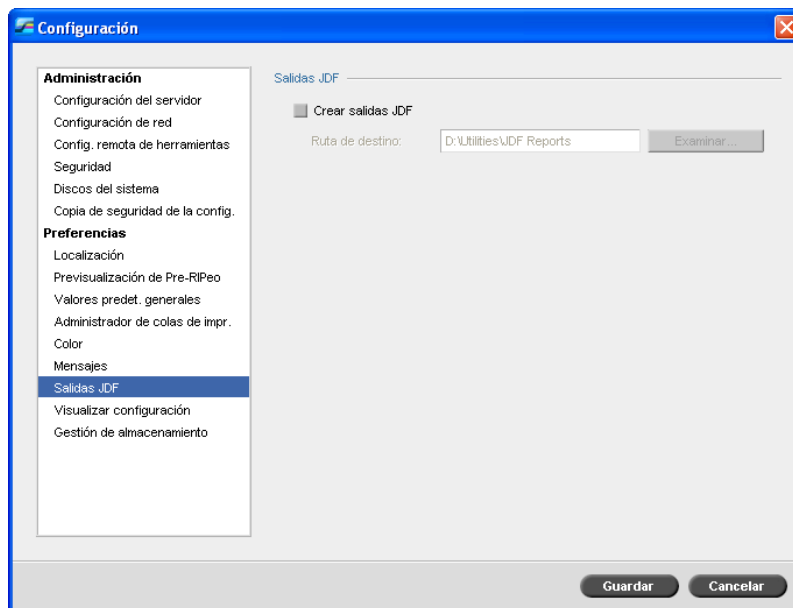 Configuración
Administración
Configuración del servidor
Configuración de red
Config. remota de herramientas
Seguridad
Discos del sistema
Copia de seguridad de la config.
Preferencias
Localización
Previsualización de Pre-RIPeo
Valores predet. generales
Administrador de colas de impr.
Color
Mensajes
Salidas JDF
Visualizar configuración
Gestión de almacenamiento
Salidas JDF
Crear salidas JDF
Ruta de destino: D:\Utilities\JDF Reports Examinar...
Guardar Cancelar